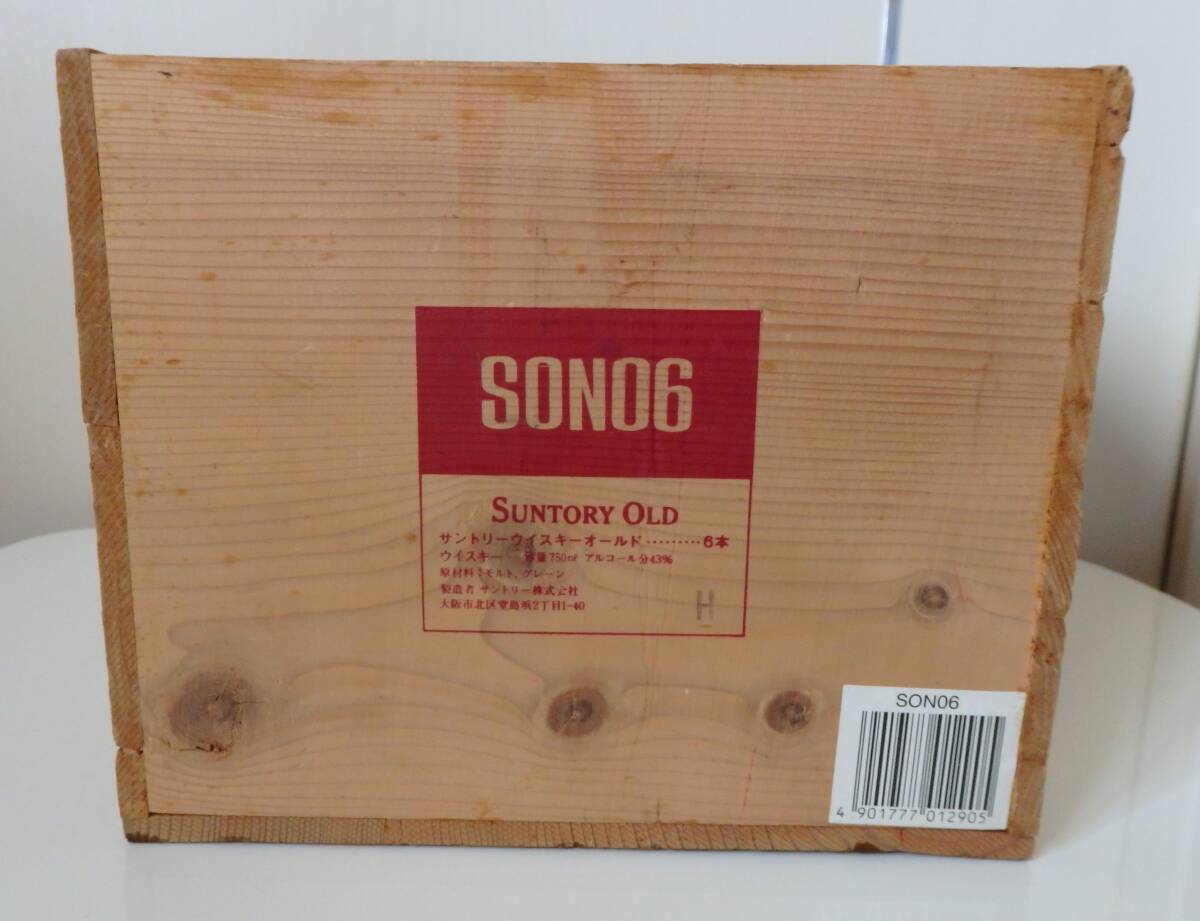 SON06
SUNTORY OLD
サントリーウイスキーオールド………6本
ウイスキー 容量750㎖ アルコール分43%
原材料:モルト、グレーン
製造者 サントリー株式会社
大阪市北区堂島浜2丁目1-40
H
SON06
4 901777 012905